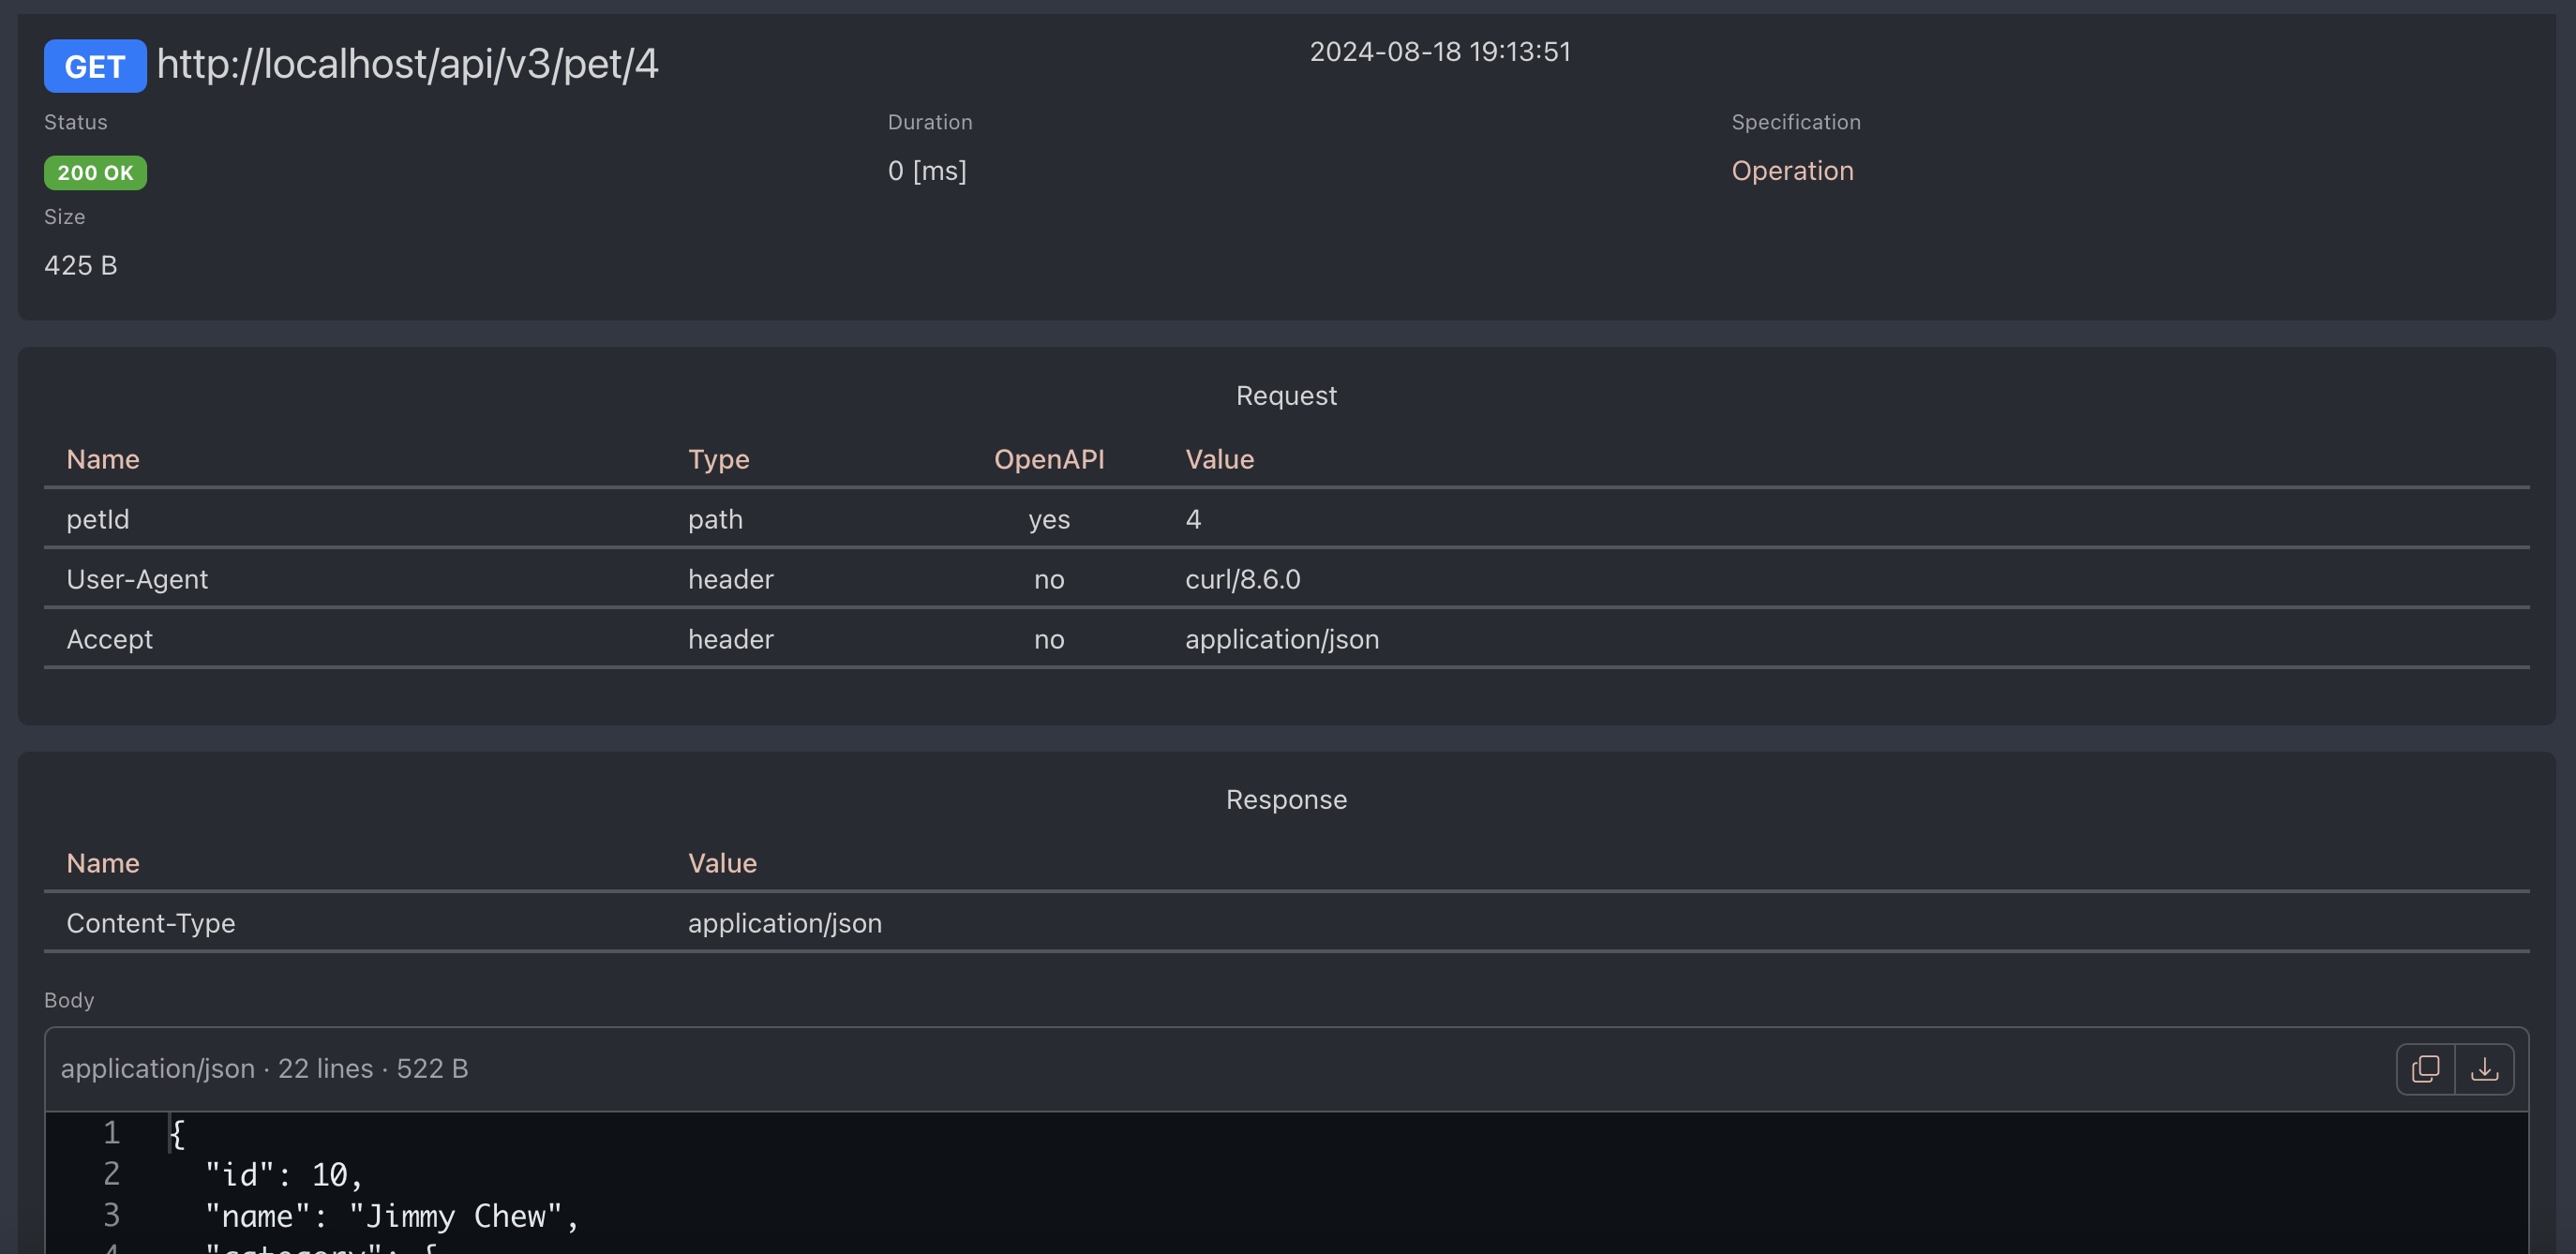 GET http://localhost/api/v3/pet/4 2024-08-18 19:13:51
Status Duration Specification
200 OK 0 [ms] Operation
Size
425 B
Request
Name Type OpenAPI Value
petId path yes 4
User-Agent header no curl/8.6.0
Accept header no application/json
Response
Name Value
Content-Type application/json
Body
application/json · 22 lines · 522 B
1 {
2 "id": 10,
3 "name": "Jimmy Chew",
4 "category": {